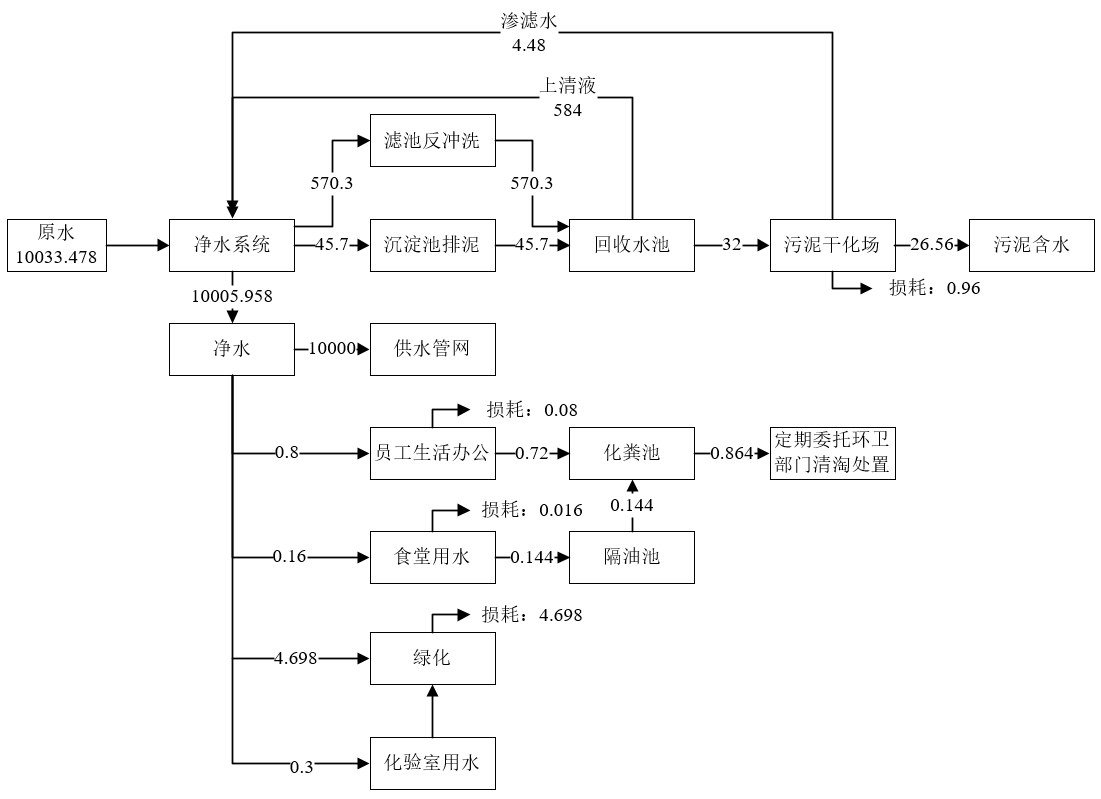 渗滤水
4.48
上清液
584
滤池反冲洗
570.3
570.3
原水
10033.478
净水系统
45.7
沉淀池排泥
45.7
回收水池
32
污泥干化场
26.56
污泥含水
损耗：0.96
10005.958
净水
10000
供水管网
损耗：0.08
0.8
员工生活办公
0.72
化粪池
0.864
定期委托环卫
部门清淘处置
损耗：0.016
0.144
0.16
食堂用水
0.144
隔油池
损耗：4.698
4.698
绿化
0.3
化验室用水